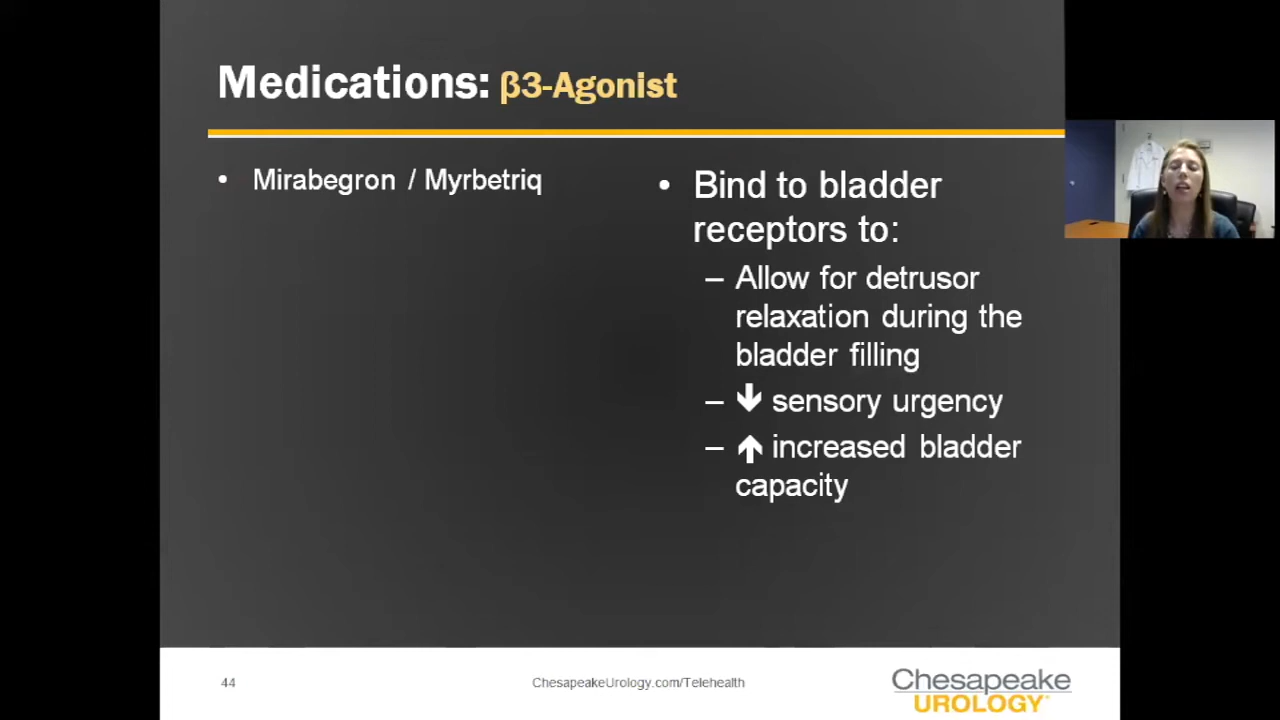 Medications: β3-Agonist
• Mirabegron / Myrbetriq
• Bind to bladder
receptors to:
– Allow for detrusor
relaxation during the
bladder filling
– 🡇 sensory urgency
– 🡅 increased bladder
capacity
44
ChesapeakeUrology.com/Telehealth
Chesapeake
UROLOGY®